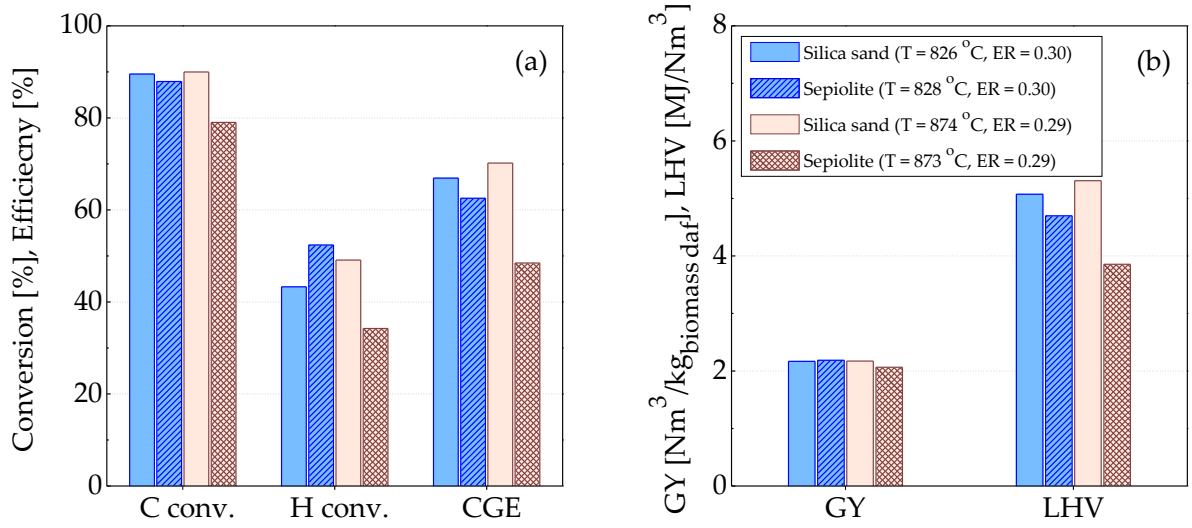 Conversion [%], Efficiecny [%]
100
80
60
40
20
0
(a)
C conv.
H conv.
CGE
GY [Nm³/kg_biomass daf], LHV [MJ/Nm³]
8
6
4
2
0
Silica sand (T = 826 °C, ER = 0.30)
Sepiolite (T = 828 °C, ER = 0.30)
Silica sand (T = 874 °C, ER = 0.29)
Sepiolite (T = 873 °C, ER = 0.29)
(b)
GY
LHV